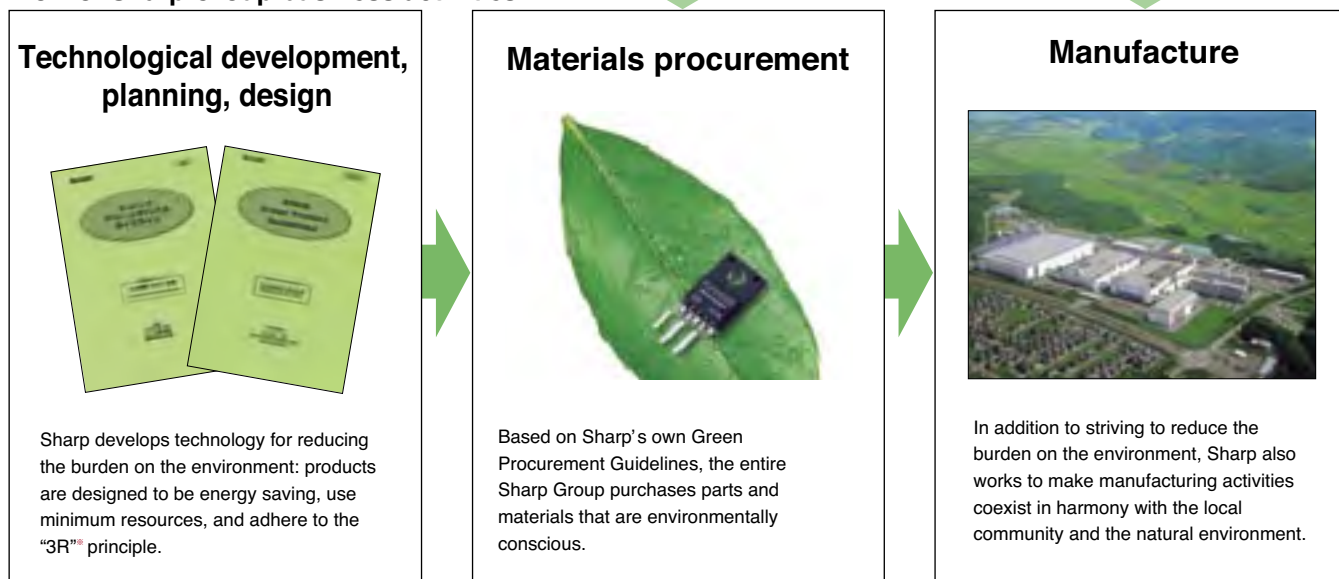 Technological development,
planning, design
Sharp develops technology for reducing
the burden on the environment: products
are designed to be energy saving, use
minimum resources, and adhere to the
“3R”※ principle.
Materials procurement
Based on Sharp’s own Green
Procurement Guidelines, the entire
Sharp Group purchases parts and
materials that are environmentally
conscious.
Manufacture
In addition to striving to reduce the
burden on the environment, Sharp also
works to make manufacturing activities
coexist in harmony with the local
community and the natural environment.